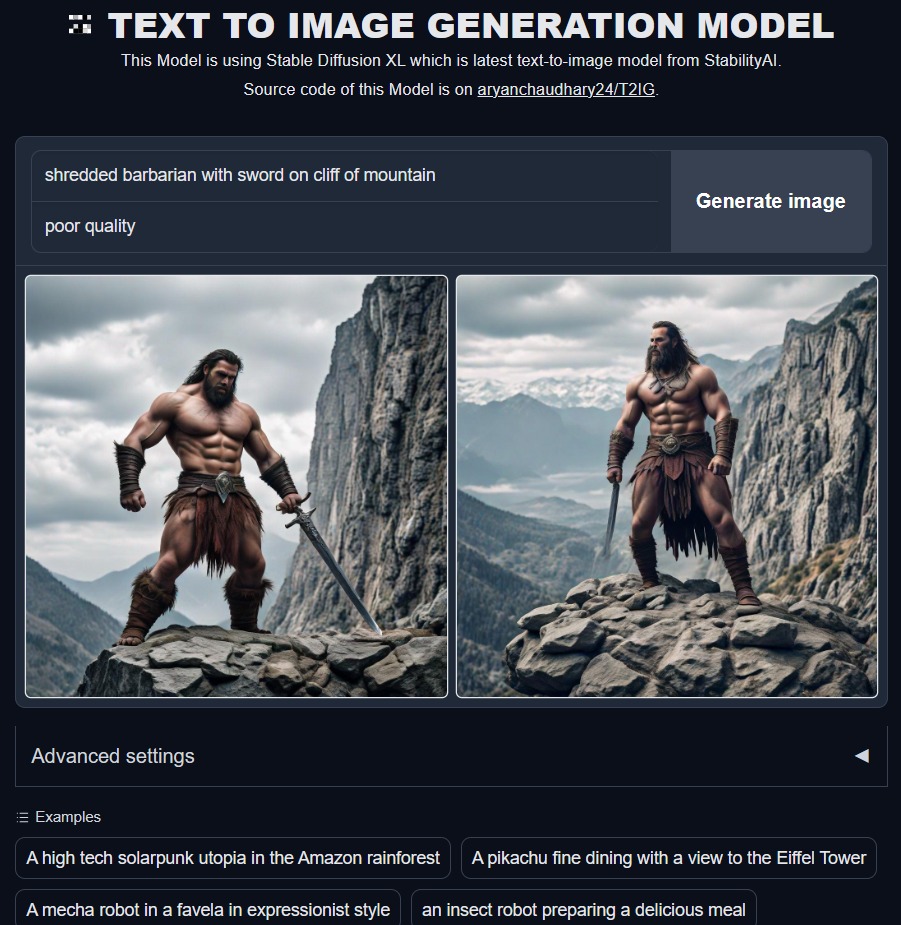 TEXT TO IMAGE GENERATION MODEL
This Model is using Stable Diffusion XL which is latest text-to-image model from StabilityAI.
Source code of this Model is on aryanchaudhary24/T2IG.
shredded barbarian with sword on cliff of mountain
Generate image
poor quality
Advanced settings
Examples
A high tech solarpunk utopia in the Amazon rainforest
A pikachu fine dining with a view to the Eiffel Tower
A mecha robot in a favela in expressionist style
an insect robot preparing a delicious meal